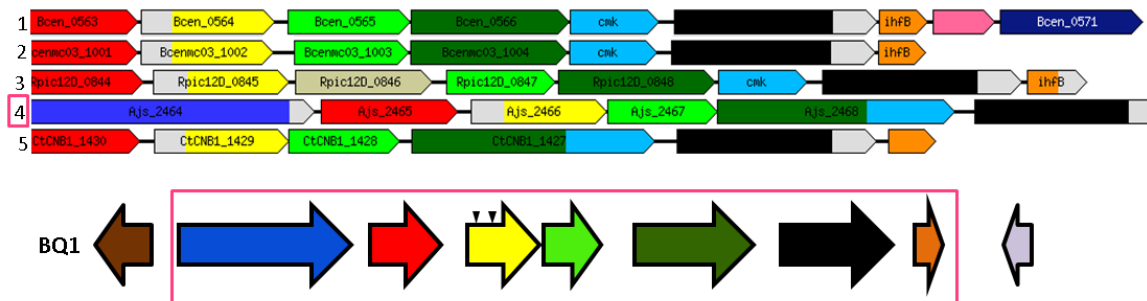 1 Bcen_0563 Bcen_0564 Bcen_0565 Bcen_0566 cmk ihfB Bcen_0571
2 cenmc03_1001 Bcenmc03_1002 Bcenmc03_1003 Bcenmc03_1004 cmk ihfB
3 Rpic12D_0844 Rpic12D_0845 Rpic12D_0846 Rpic12D_0847 Rpic12D_0848 cmk ihfB
4 Ajs_2464 Ajs_2465 Ajs_2466 Ajs_2467 Ajs_2468
5 CtCNB1_1430 CtCNB1_1429 CtCNB1_1428 CtCNB1_1427
BQ1